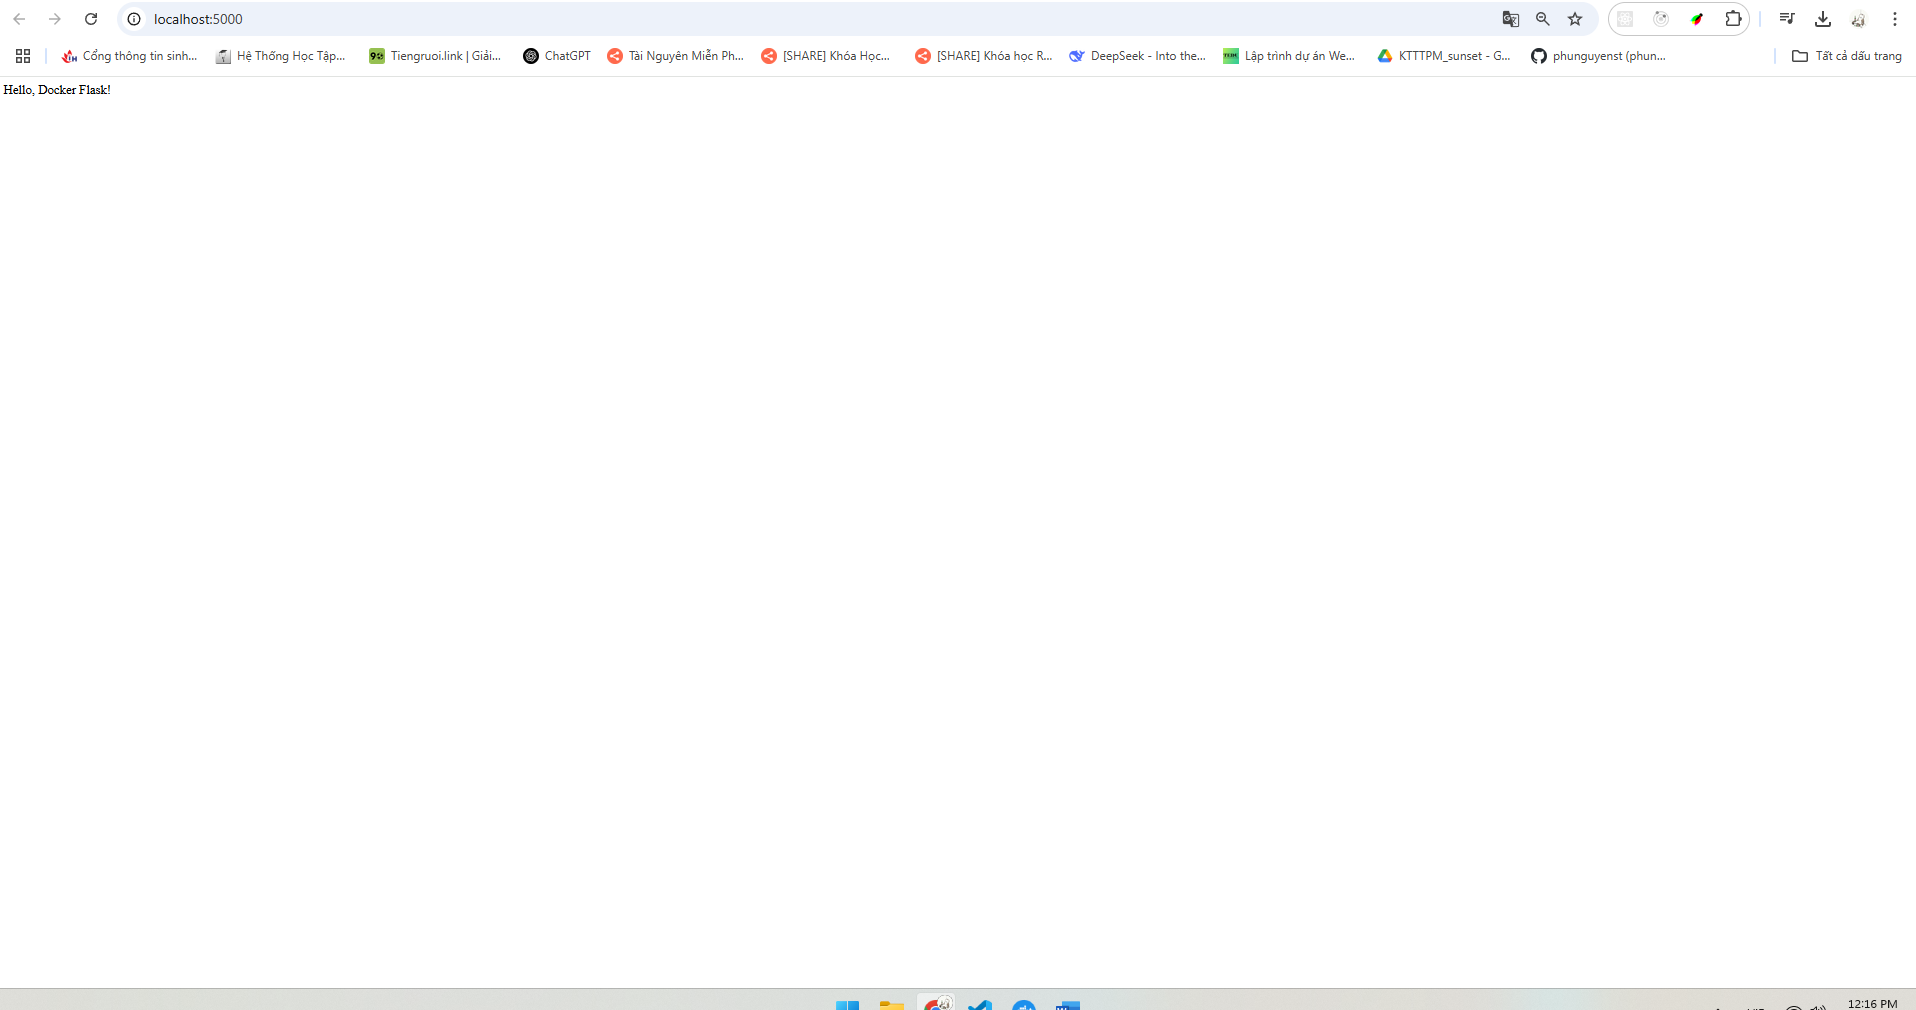 localhost:5000
Cổng thông tin sinh... Hệ Thống Học Tập... Tiengruoi.link | Giải... ChatGPT Tài Nguyên Miễn Ph... [SHARE] Khóa Học... [SHARE] Khóa học R... DeepSeek - Into the... Lập trình dự án We... KTTTPM_sunset - G... phunguyenst (phun... Tất cả dấu trang
Hello, Docker Flask!
12:16 PM